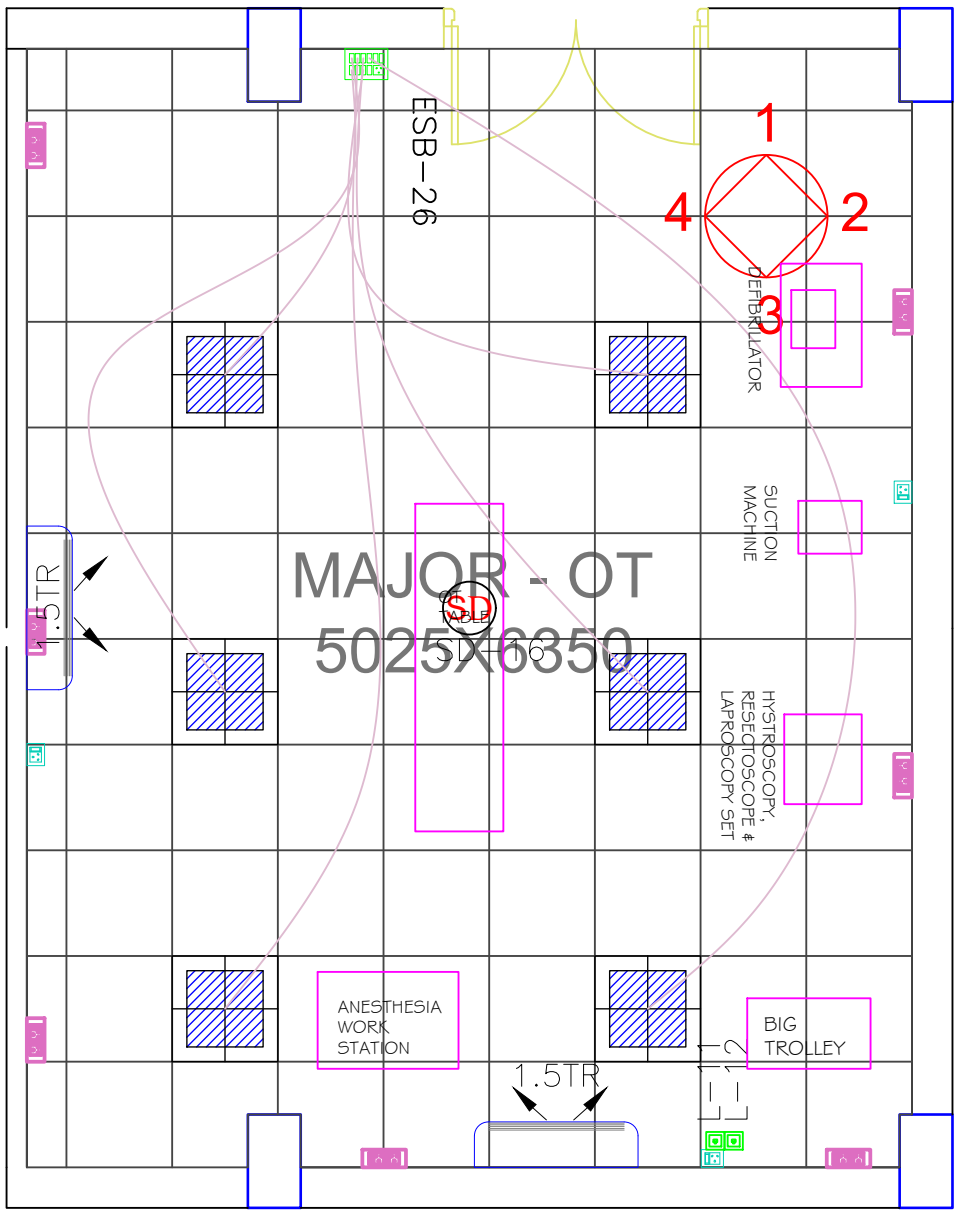 ESB-26
1
4
2
3
DEFIBRILLATOR
SUCTION
MACHINE
MAJOR - OT
5025X6350
OT
TABLE
SD
SD-16
1.5TR
HYSTROSCOPY,
RESECTOSCOPE &
LAPROSCOPY SET
ANESTHESIA
WORK
STATION
BIG
TROLLEY
1.5TR
L-11
L-12